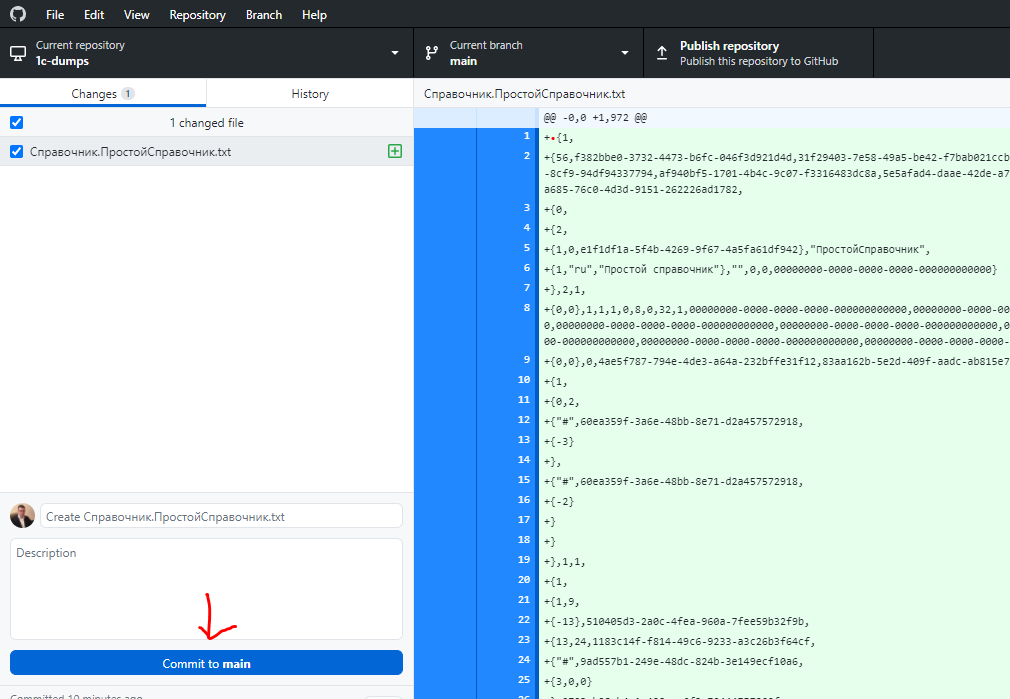 File Edit View Repository Branch Help
Current repository
1c-dumps
Current branch
main
Publish repository
Publish this repository to GitHub
Changes 1 History
1 changed file
Справочник.ПростойСправочник.txt
Create Справочник.ПростойСправочник.txt
Description
Commit to main
Committed 10 minutes ago
Справочник.ПростойСправочник.txt
@@ -0,0 +1,972 @@
1 +{1,
2 +{56,f382bbe0-3732-4473-b6fc-046f3d921d4d,31f29403-7e58-49a5-be42-f7bab021ccb
-8cf9-94df94337794,af940bf5-1701-4b4c-9c07-f3316483dc8a,5e5afad4-daae-42de-a7
a685-76c0-4d3d-9151-262226ad1782,
3 +{0,
4 +{2,
5 +{1,0,e1f1df1a-5f4b-4269-9f67-4a5fa61df942},"ПростойСправочник",
6 +{1,"ru","Простой справочник"},"",0,0,00000000-0000-0000-0000-000000000000}
7 +},2,1,
8 +{0,0},1,1,1,0,8,0,32,1,00000000-0000-0000-0000-000000000000,00000000-0000-00
0,00000000-0000-0000-0000-000000000000,00000000-0000-0000-0000-000000000000,0
00-000000000000,00000000-0000-0000-0000-000000000000,00000000-0000-0000-0000-
9 +{0,0},0,4ae5f787-794e-4de3-a64a-232bffe31f12,83aa162b-5e2d-409f-aadc-ab815e7
10 +{1,
11 +{0,2,
12 +{"#",60ea359f-3a6e-48bb-8e71-d2a457572918,
13 +{-3}
14 +},
15 +{"#",60ea359f-3a6e-48bb-8e71-d2a457572918,
16 +{-2}
17 +}
18 +}
19 +},1,1,
20 +{1,
21 +{1,9,
22 +{-13},510405d3-2a0c-4fea-960a-7fee59b32f9b,
23 +{13,24,1183c14f-f814-49c6-9233-a3c26b3f64cf,
24 +{"#",9ad557b1-249e-48dc-824b-3e149ecf10a6,
25 +{3,0,0}
26